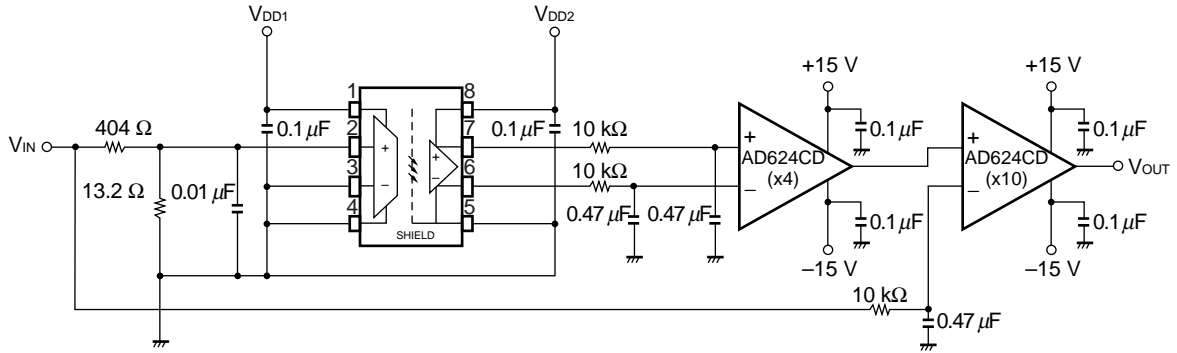 VDD1
VDD2
VIN
404 Ω
13.2 Ω
0.01 µF
0.1 µF
1
2
3
4
8
7
6
5
+
−
+
−
SHIELD
0.1 µF
10 kΩ
10 kΩ
0.47 µF
0.47 µF
+
−
AD624CD
(x4)
+15 V
0.1 µF
0.1 µF
–15 V
+
−
AD624CD
(x10)
+15 V
0.1 µF
0.1 µF
–15 V
VOUT
10 kΩ
0.47 µF